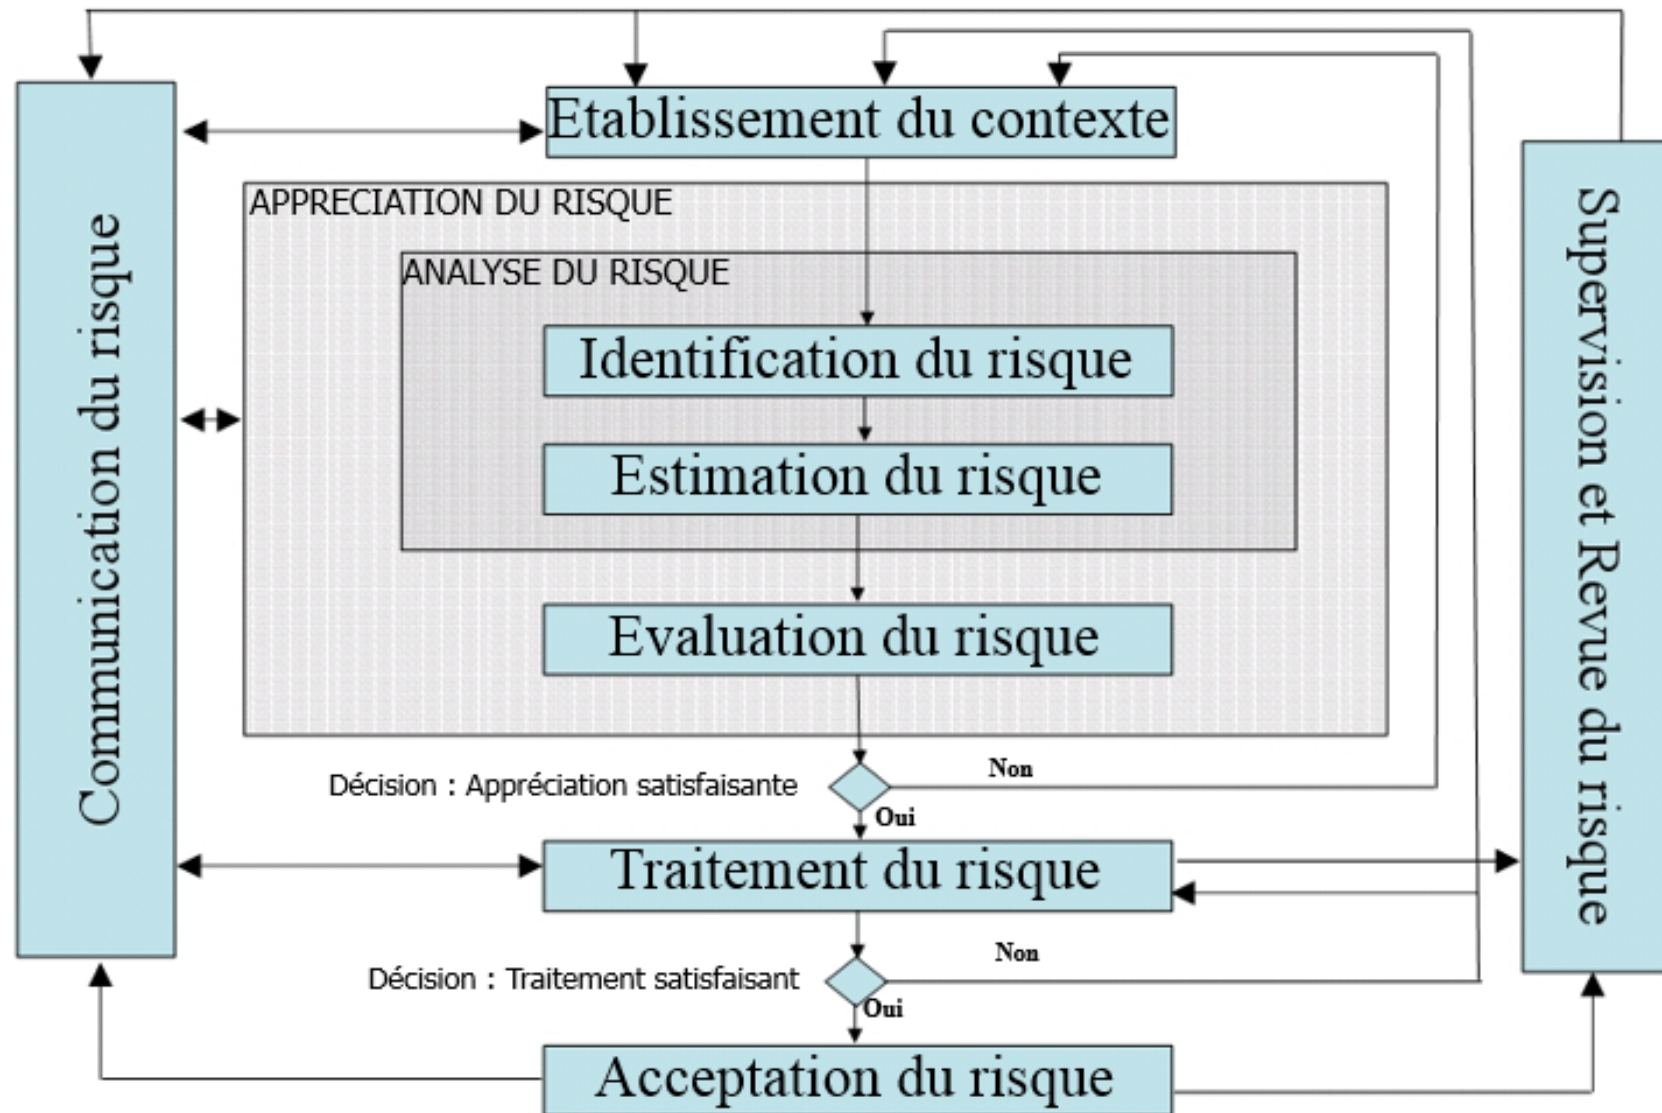 Etablissement du contexte
Communication du risque
APPRECIATION DU RISQUE
ANALYSE DU RISQUE
Identification du risque
Estimation du risque
Evaluation du risque
Supervision et Revue du risque
Décision : Appréciation satisfaisante
Non
Oui
Traitement du risque
Décision : Traitement satisfaisant
Non
Oui
Acceptation du risque